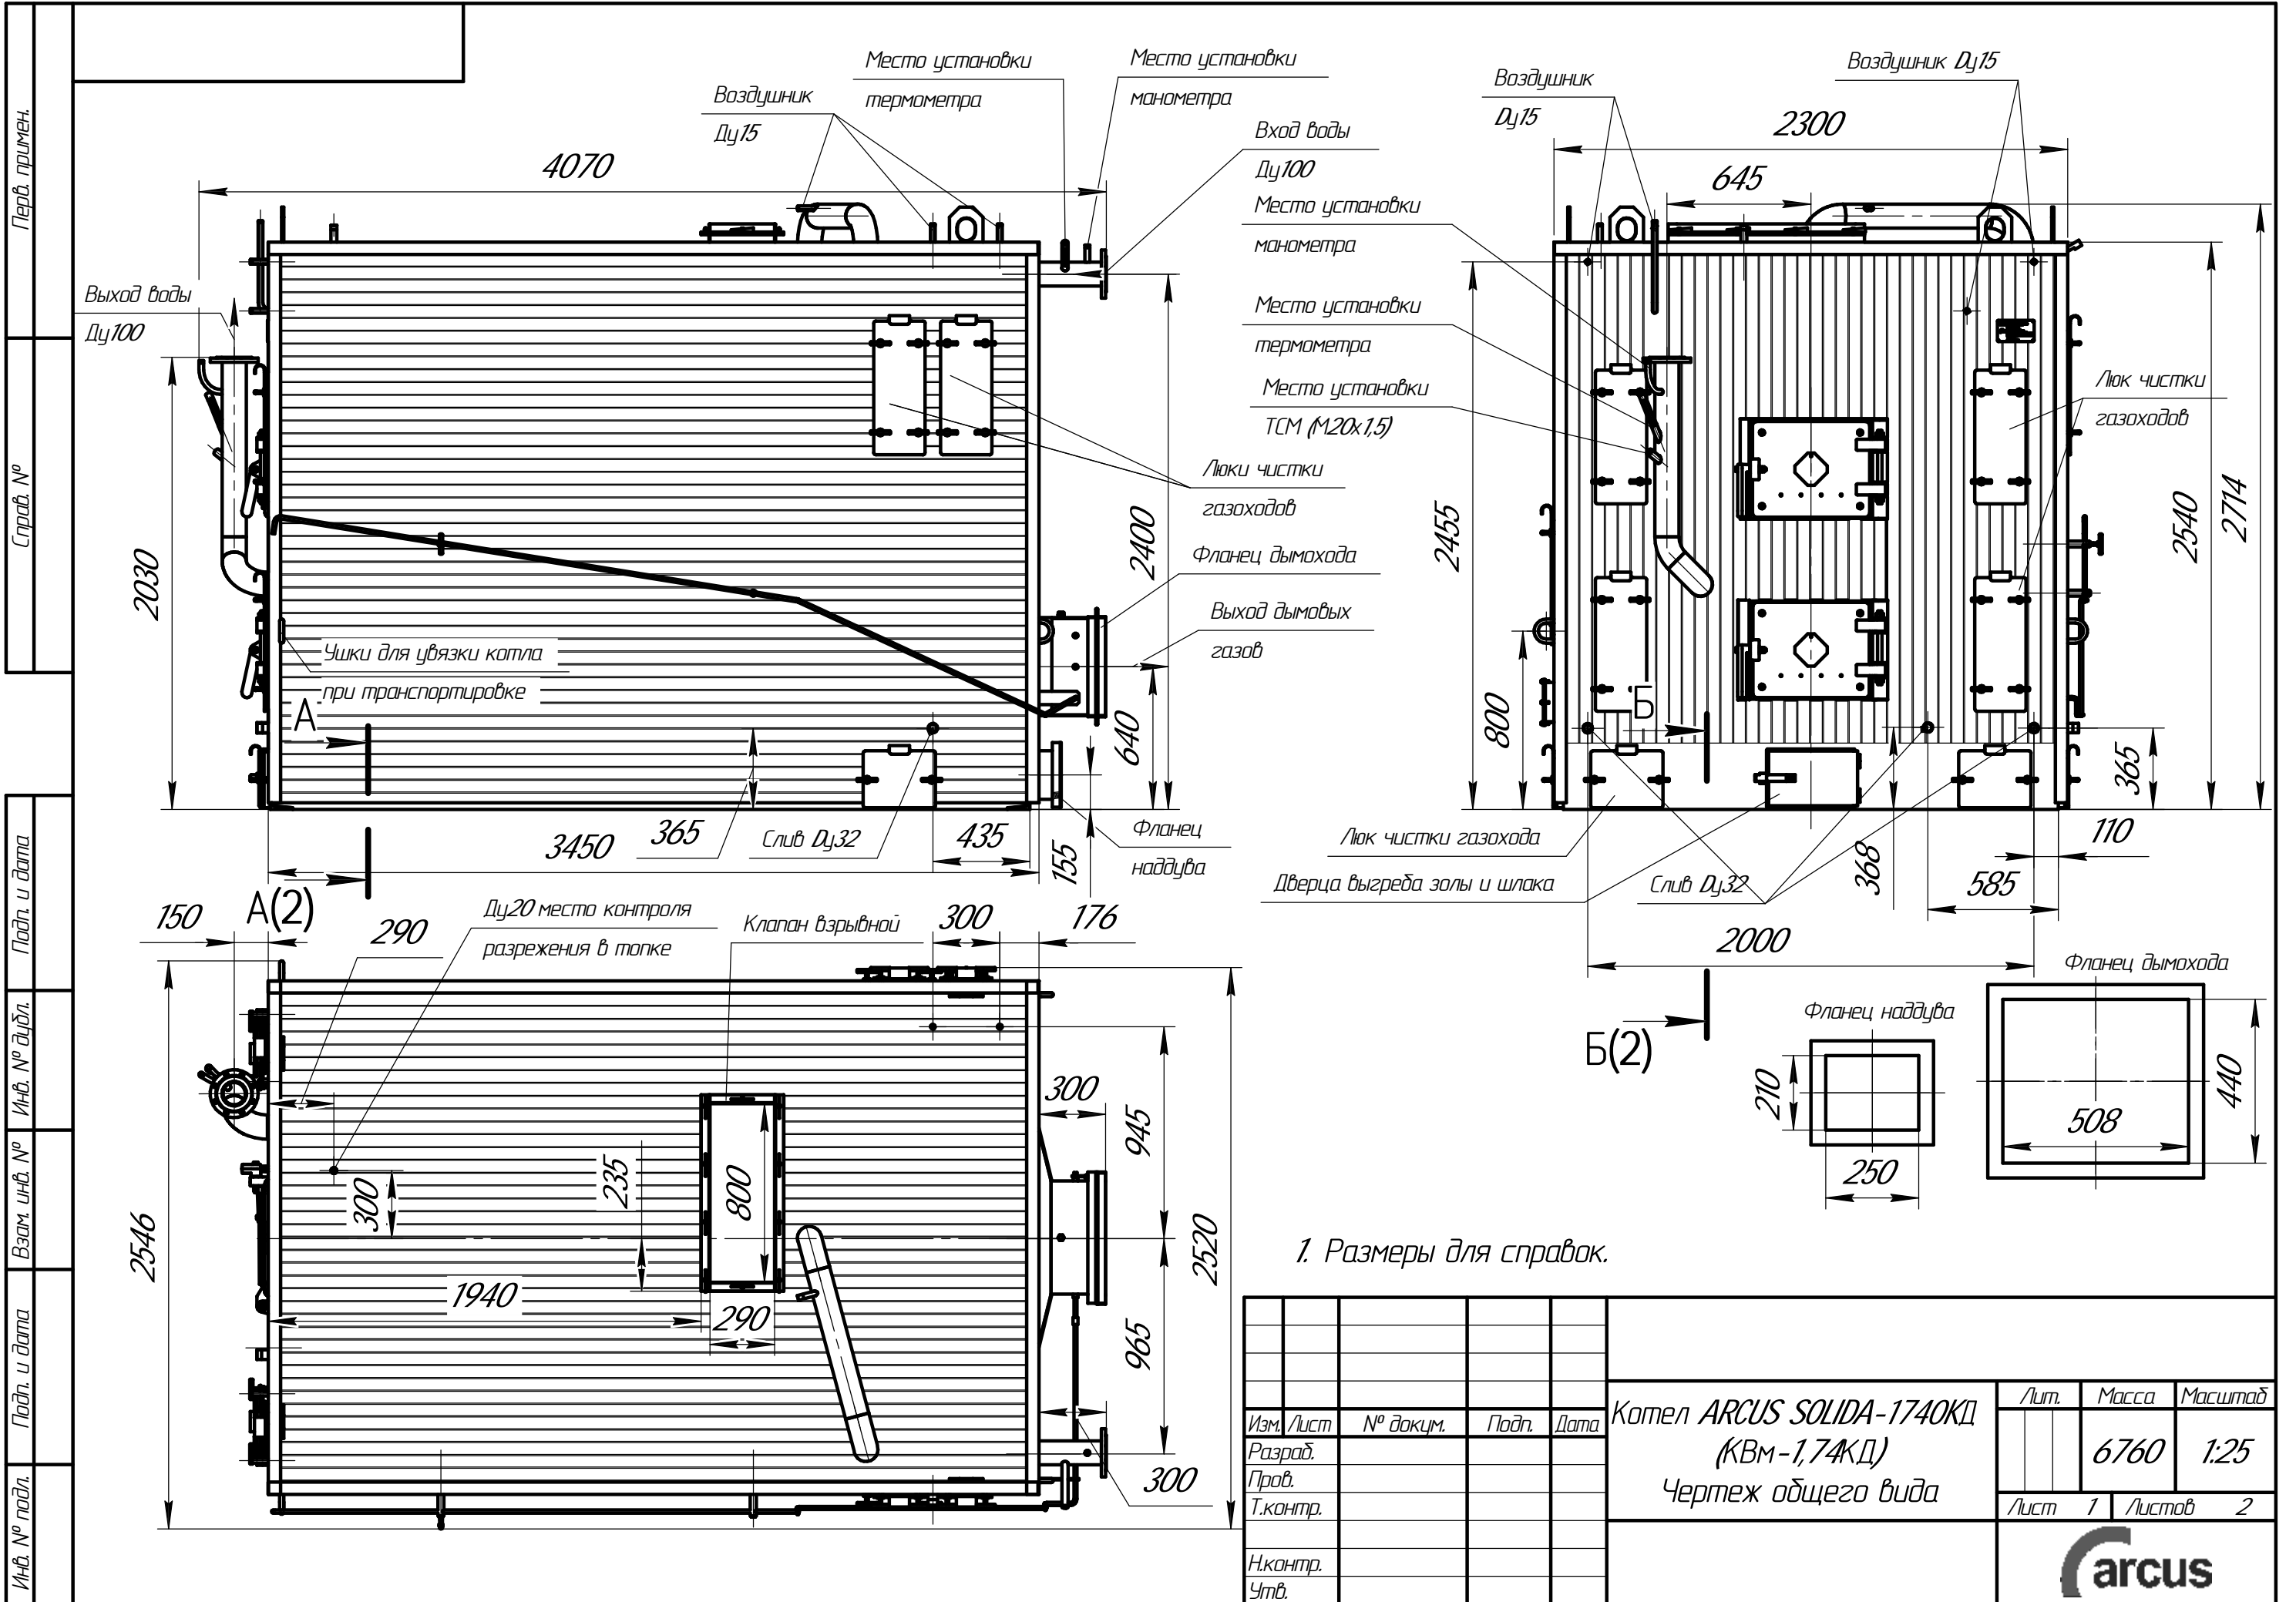 Перв. примен.
Справ. №
Подп. и дата
Инв. № дубл.
Взам. инв. №
Подп. и дата
Инв. № подл.
Место установки
термометра
Место установки
манометра
Воздушник
Ду15
4070
Вход воды
Ду100
Место установки
манометра
Место установки
термометра
Место установки
ТСМ (М20х1,5)
Выход воды
Ду100
2030
Люки чистки
газоходов
2400
Фланец дымохода
Выход дымовых
газов
Ушки для увязки котла
при транспортировке
А
640
3450
365
Слив Ду32
435
155
Фланец
наддува
Воздушник
Ду15
Воздушник Ду15
2300
645
2455
2540
2714
Люк чистки
газоходов
800
Б
365
Люк чистки газохода
Дверца выгреба золы и шлака
Слив Ду32
368
585
110
2000
Б(2)
А(2)
150
290
Ду20 место контроля
разрежения в топке
Клапан взрывной
300
176
2546
300
235
800
1940
290
300
945
965
2520
300
Фланец наддува
210
250
Фланец дымохода
508
440
1. Размеры для справок.
Изм. Лист № докум. Подп. Дата
Разраб.
Пров.
Т.контр.
Н.контр.
Утв.
Котел ARCUS SOLIDA-1740КД
(КВм-1,74КД)
Чертеж общего вида
Лит. Масса Масштаб
6760 1:25
Лист 1 Листов 2
arcus